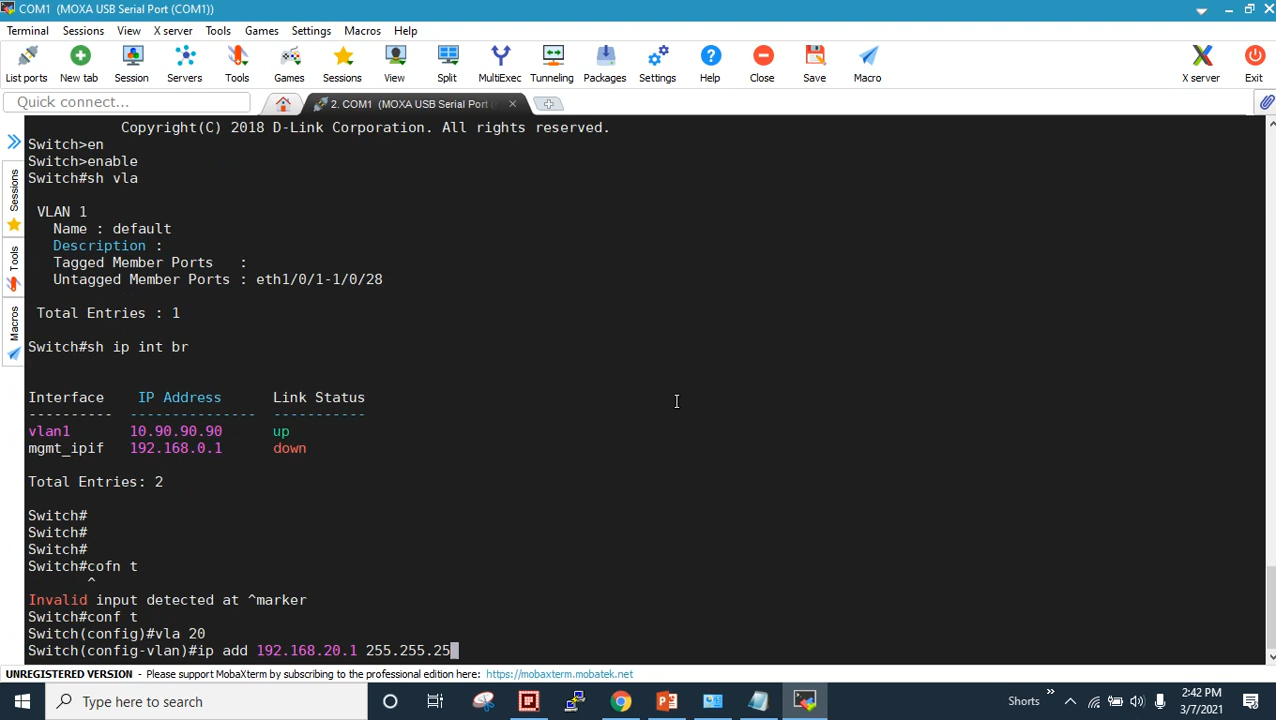 COM1 (MOXA USB Serial Port (COM1))
Terminal Sessions View X server Tools Games Settings Macros Help
List ports New tab Session Servers Tools Games Sessions View Split MultiExec Tunneling Packages Settings Help Close Save Macro X server Exit
Quick connect...
2. COM1 (MOXA USB Serial Port (
Sessions
Tools
Macros
Copyright(C) 2018 D-Link Corporation. All rights reserved.
Switch>en
Switch>enable
Switch#sh vla
VLAN 1
Name : default
Description :
Tagged Member Ports :
Untagged Member Ports : eth1/0/1-1/0/28
Total Entries : 1
Switch#sh ip int br
Interface IP Address Link Status
---------- --------------- -----------
vlan1 10.90.90.90 up
mgmt_ipif 192.168.0.1 down
Total Entries: 2
Switch#
Switch#
Switch#
Switch#cofn t
^
Invalid input detected at ^marker
Switch#conf t
Switch(config)#vla 20
Switch(config-vlan)#ip add 192.168.20.1 255.255.25
UNREGISTERED VERSION - Please support MobaXterm by subscribing to the professional edition here: https://mobaxterm.mobatek.net
Type here to search
Shorts
2:42 PM
3/7/2021